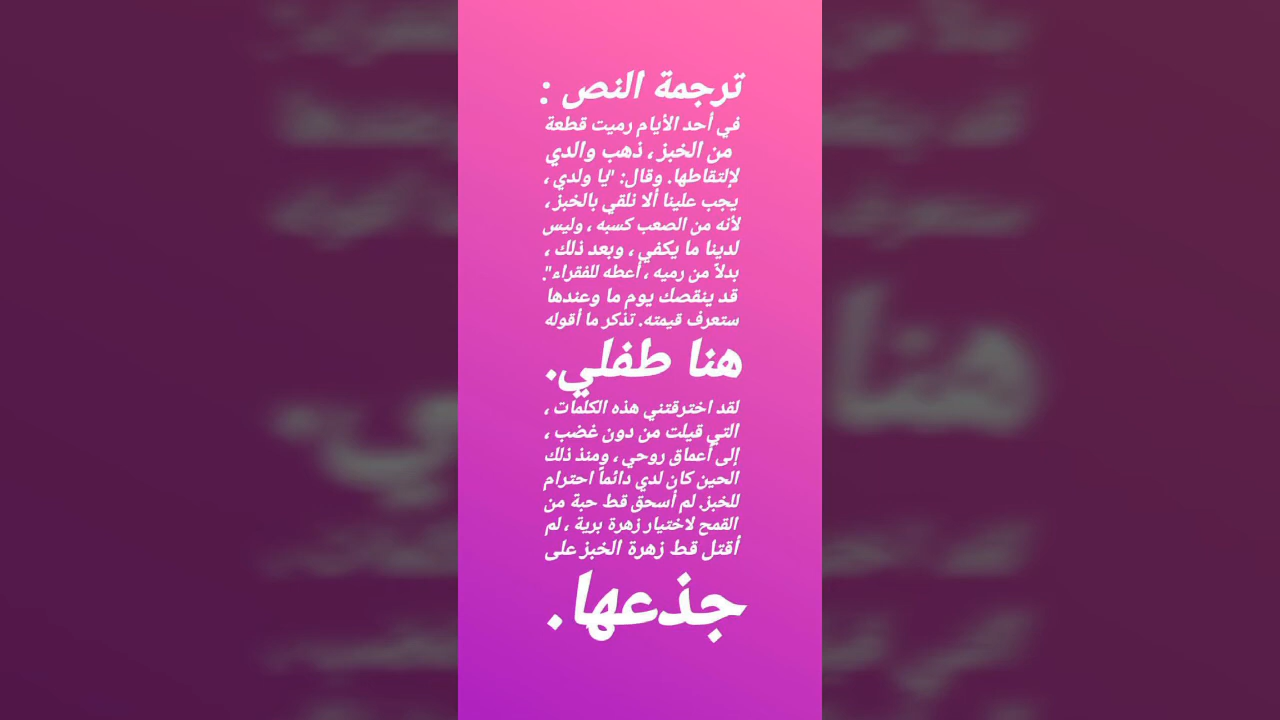 ترجمة النص :
في أحد الأيام رميت قطعة
من الخبز ، ذهب والدي
لإلتقاطها. وقال: "يا ولدي ،
يجب علينا ألا نلقي بالخبز ،
لأنه من الصعب كسبه ، وليس
لدينا ما يكفي ، وبعد ذلك ،
بدلاً من رميه ، أعطه للفقراء".
قد ينقصك يوم ما وعندها
ستعرف قيمته. تذكر ما أقوله
هنا طفلي.
لقد اخترقتني هذه الكلمات ،
التي قيلت من دون غضب ،
إلى أعماق روحي ، ومنذ ذلك
الحين كان لدي دائماً احترام
للخبز. لم أسحق قط حبة من
القمح لاختيار زهرة برية ، لم
أقتل قط زهرة الخبز على
جذعها.